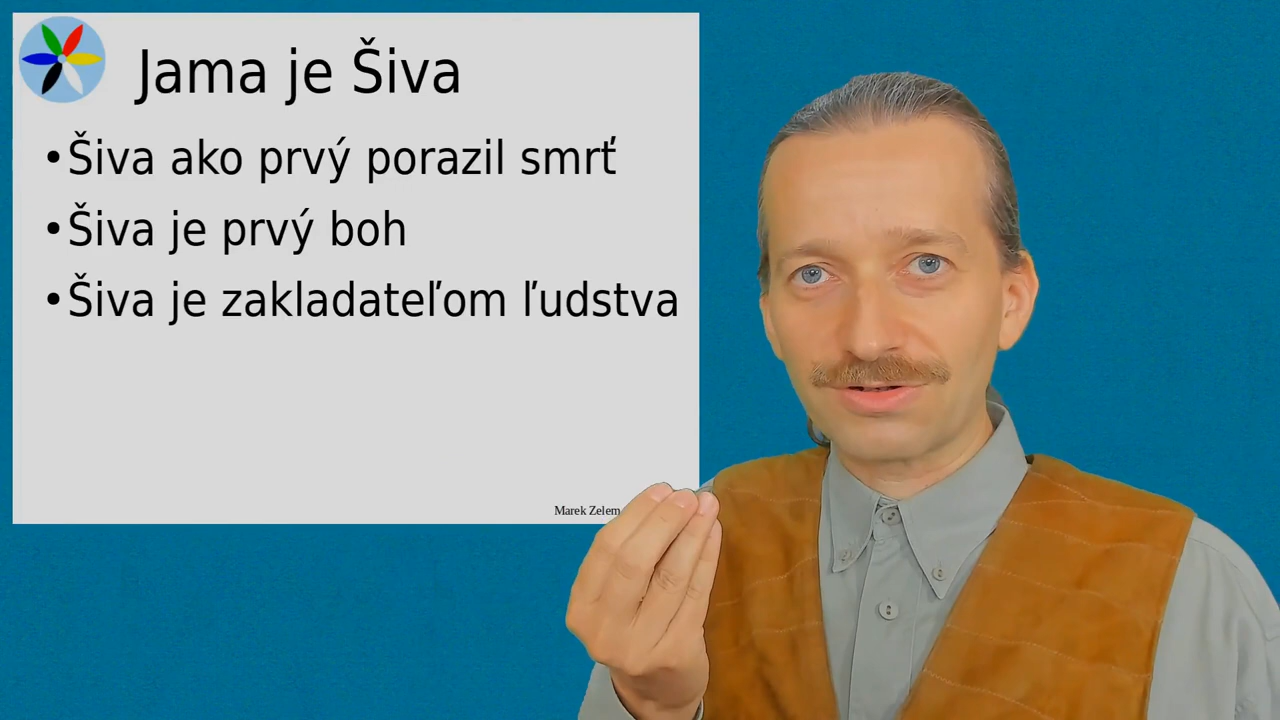 Jama je Šiva
•Šiva ako prvý porazil smrť
•Šiva je prvý boh
•Šiva je zakladateľom ľudstva
Marek Zelem